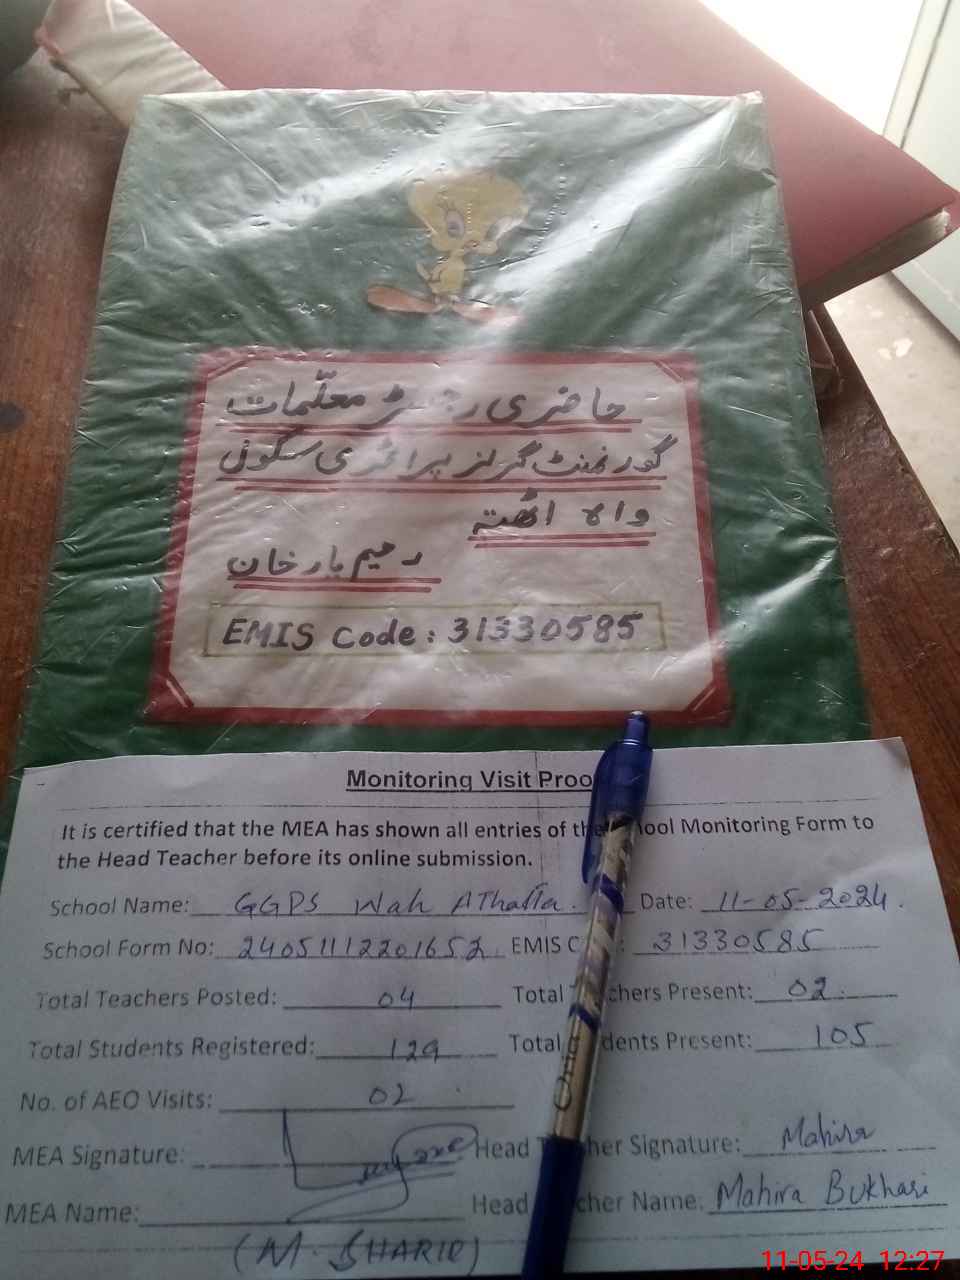 حاضری رجسٹر معلّمات
گورنمنٹ گرلز پرائمری سکول
واہ اٹھتہ
رحیم یار خان
EMIS Code: 31330585
Monitoring Visit Proo
It is certified that the MEA has shown all entries of the ool Monitoring Form to
the Head Teacher before its online submission.
School Name: GGPS Wah AThatta. Date: 11-05-2024.
School Form No: 24051112201652 EMIS C : 31330585
Total Teachers Posted: 04 Total chers Present: 02
Total Students Registered: 129 Total dents Present: 105
No. of AEO Visits: 02
MEA Signature: Head T her Signature: Mahira
MEA Name: Head cher Name: Mahira Bukhari
(M. SHARIQ)
11-05-24 12:27